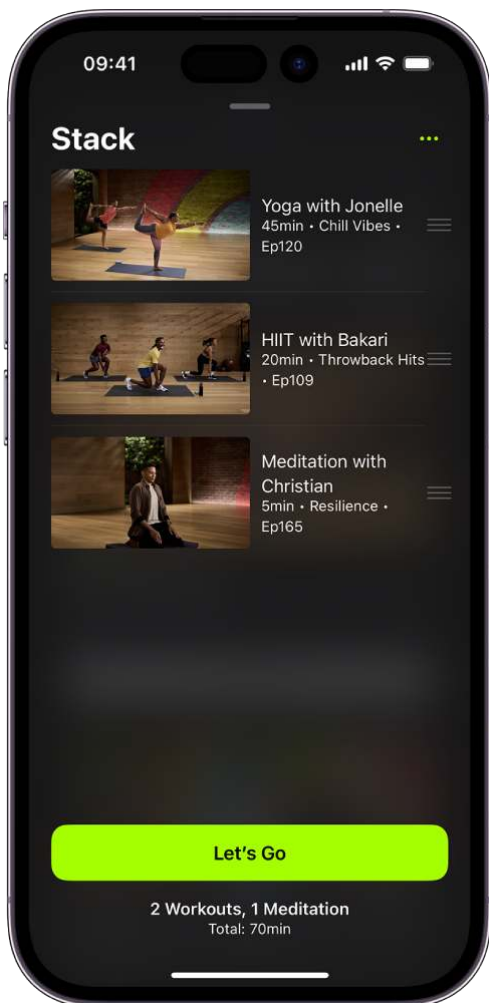 09:41
Stack
Yoga with Jonelle
45min • Chill Vibes •
Ep120
HIIT with Bakari
20min • Throwback Hits
• Ep109
Meditation with
Christian
5min • Resilience •
Ep165
Let's Go
2 Workouts, 1 Meditation
Total: 70min